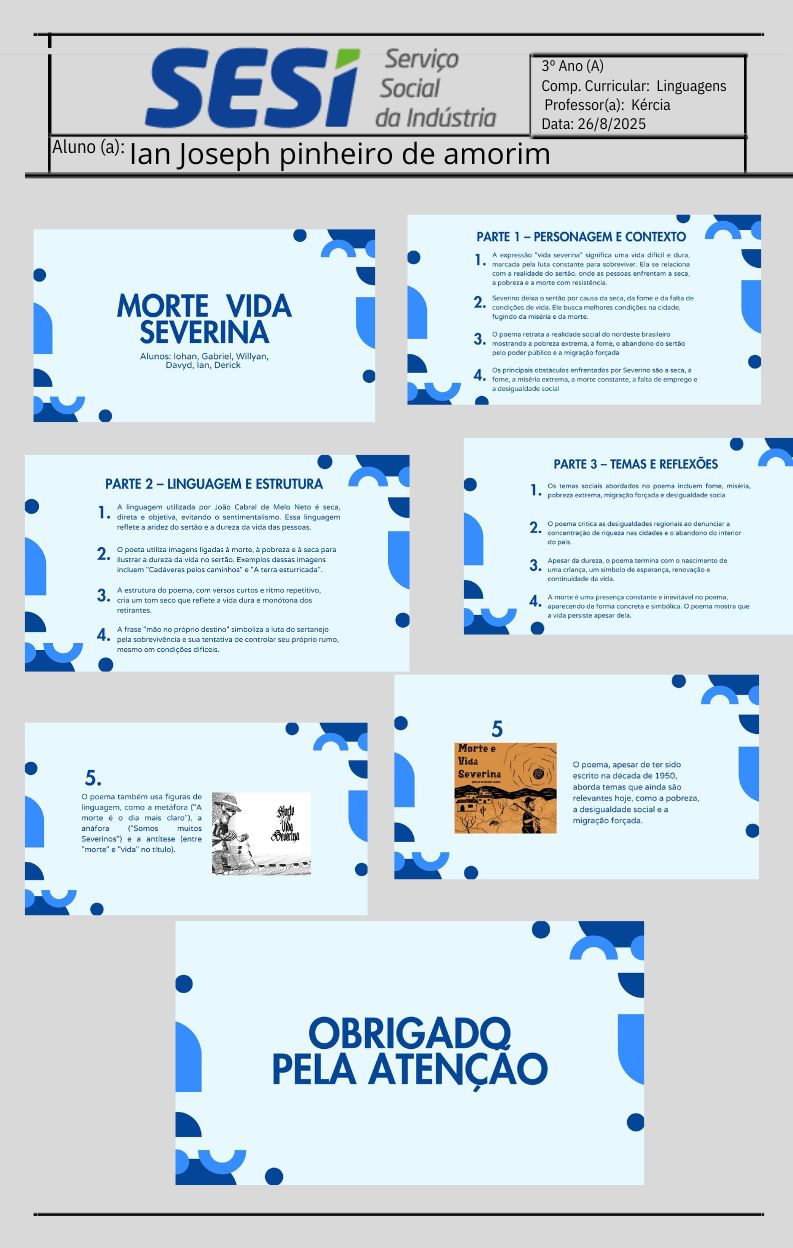 SESI
Serviço
Social
da Indústria
3º Ano (A)
Comp. Curricular: Linguagens
Professor(a): Kércia
Data: 26/8/2025
Aluno (a): Ian Joseph pinheiro de amorim
MORTE VIDA
SEVERINA
Alunos: Iohan, Gabriel, Willyan,
Davyd, Ian, Derick
PARTE 1 – PERSONAGEM E CONTEXTO
1. A expressão "vida severina" significa uma vida difícil e dura,
marcada pela luta constante para sobreviver. Ela se relaciona
com a realidade do sertão, onde as pessoas enfrentam a seca,
a pobreza e a morte com resistência.
2. Severino deixa o sertão por causa da seca, da fome e da falta de
condições de vida. Ele busca melhores condições na cidade,
fugindo da miséria e da morte.
3. O poema retrata a realidade social do nordeste brasileiro
mostrando a pobreza extrema, a fome, o abandono do sertão
pelo poder público e a migração forçada
4. Os principais obstáculos enfrentados por Severino são a seca, a
fome, a miséria extrema, a morte constante, a falta de emprego e
a desigualdade social
PARTE 2 – LINGUAGEM E ESTRUTURA
1. A linguagem utilizada por João Cabral de Melo Neto é seca,
direta e objetiva, evitando o sentimentalismo. Essa linguagem
reflete a aridez do sertão e a dureza da vida das pessoas.
2. O poeta utiliza imagens ligadas à morte, à pobreza e à seca para
ilustrar a dureza da vida no sertão. Exemplos dessas imagens
incluem "Cadáveres pelos caminhos" e "A terra esturricada".
3. A estrutura do poema, com versos curtos e ritmo repetitivo,
cria um tom seco que reflete a vida dura e monótona dos
retirantes.
4. A frase "mão no próprio destino" simboliza a luta do sertanejo
pela sobrevivência e sua tentativa de controlar seu próprio rumo,
mesmo em condições difíceis.
PARTE 3 – TEMAS E REFLEXÕES
1. Os temas sociais abordados no poema incluem fome, miséria,
pobreza extrema, migração forçada e desigualdade socia
2. O poema critica as desigualdades regionais ao denunciar a
concentração de riqueza nas cidades e o abandono do interior
do país.
3. Apesar da dureza, o poema termina com o nascimento de
uma criança, um símbolo de esperança, renovação e
continuidade da vida.
4. A morte é uma presença constante e inevitável no poema,
aparecendo de forma concreta e simbólica. O poema mostra que
a vida persiste apesar dela.
5.
O poema também usa figuras de
linguagem, como a metáfora ("A
morte é o dia mais claro"), a
anáfora ("Somos muitos
Severinos") e a antítese (entre
"morte" e "vida" no título).
Morte
Vida
Severina
5
Morte e
Vida
Severina
O poema, apesar de ter sido
escrito na década de 1950,
aborda temas que ainda são
relevantes hoje, como a pobreza,
a desigualdade social e a
migração forçada.
OBRIGADO
PELA ATENÇÃO